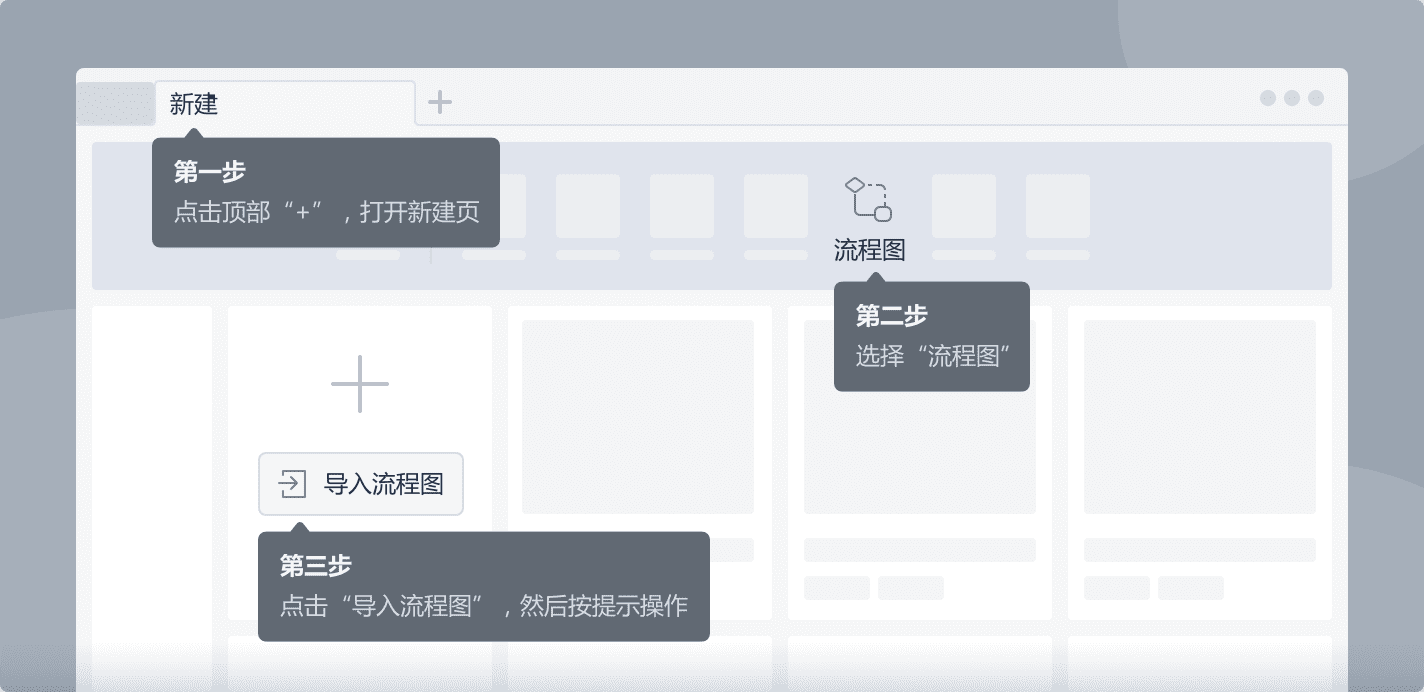 新建
第一步
点击顶部“+”，打开新建页
流程图
第二步
选择“流程图”
导入流程图
第三步
点击“导入流程图”，然后按提示操作